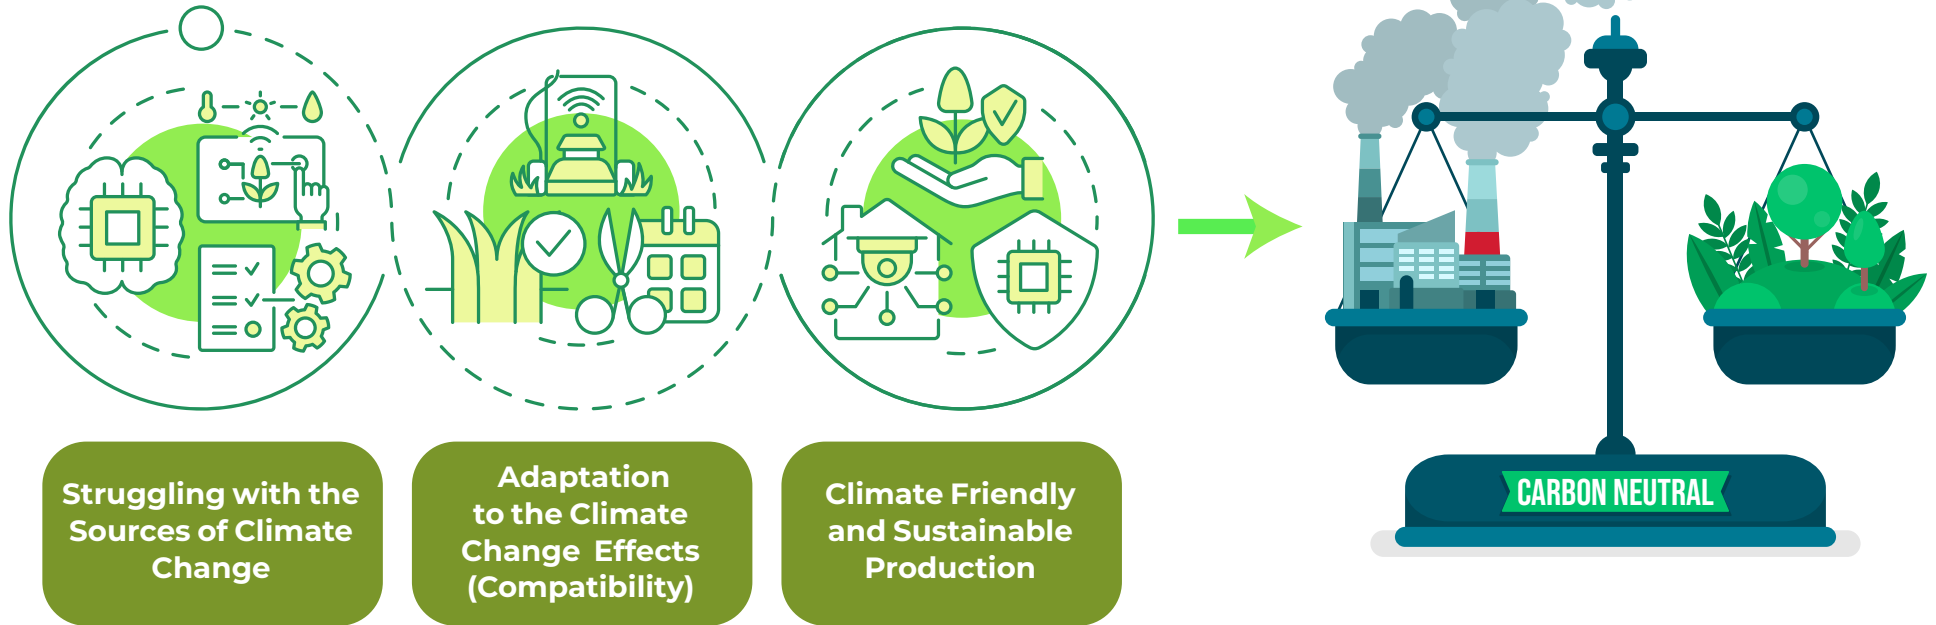 Struggling with the
Sources of Climate
Change
Adaptation
to the Climate
Change  Effects
(Compatibility)
Climate Friendly
and Sustainable
Production
CARBON NEUTRAL